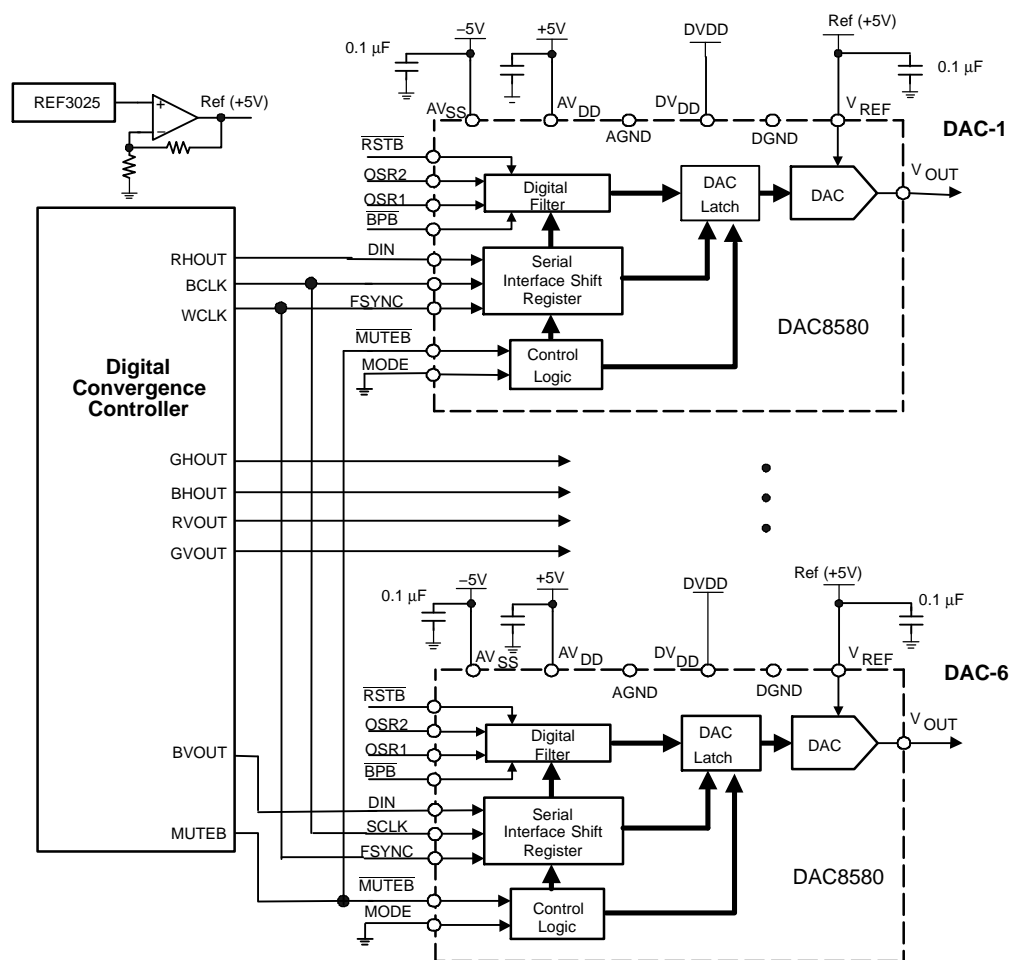 −5V
+5V
DVDD
Ref (+5V)
0.1 μF
0.1 μF
REF3025
+
−
Ref (+5V)
AVSS
AVDD
AGND
DVDD
DGND
VREF
DAC-1
RSTB
OSR2
OSR1
BPB
Digital
Filter
DAC
Latch
DAC
VOUT
RHOUT
BCLK
WCLK
DIN
FSYNC
Serial
Interface Shift
Register
MUTEB
MODE
Control
Logic
DAC8580
Digital
Convergence
Controller
GHOUT
BHOUT
RVOUT
GVOUT
−5V
+5V
DVDD
Ref (+5V)
0.1 μF
0.1 μF
AVSS
AVDD
AGND
DVDD
DGND
VREF
DAC-6
RSTB
OSR2
OSR1
BPB
Digital
Filter
DAC
Latch
DAC
VOUT
BVOUT
MUTEB
DIN
SCLK
FSYNC
Serial
Interface Shift
Register
MUTEB
MODE
Control
Logic
DAC8580